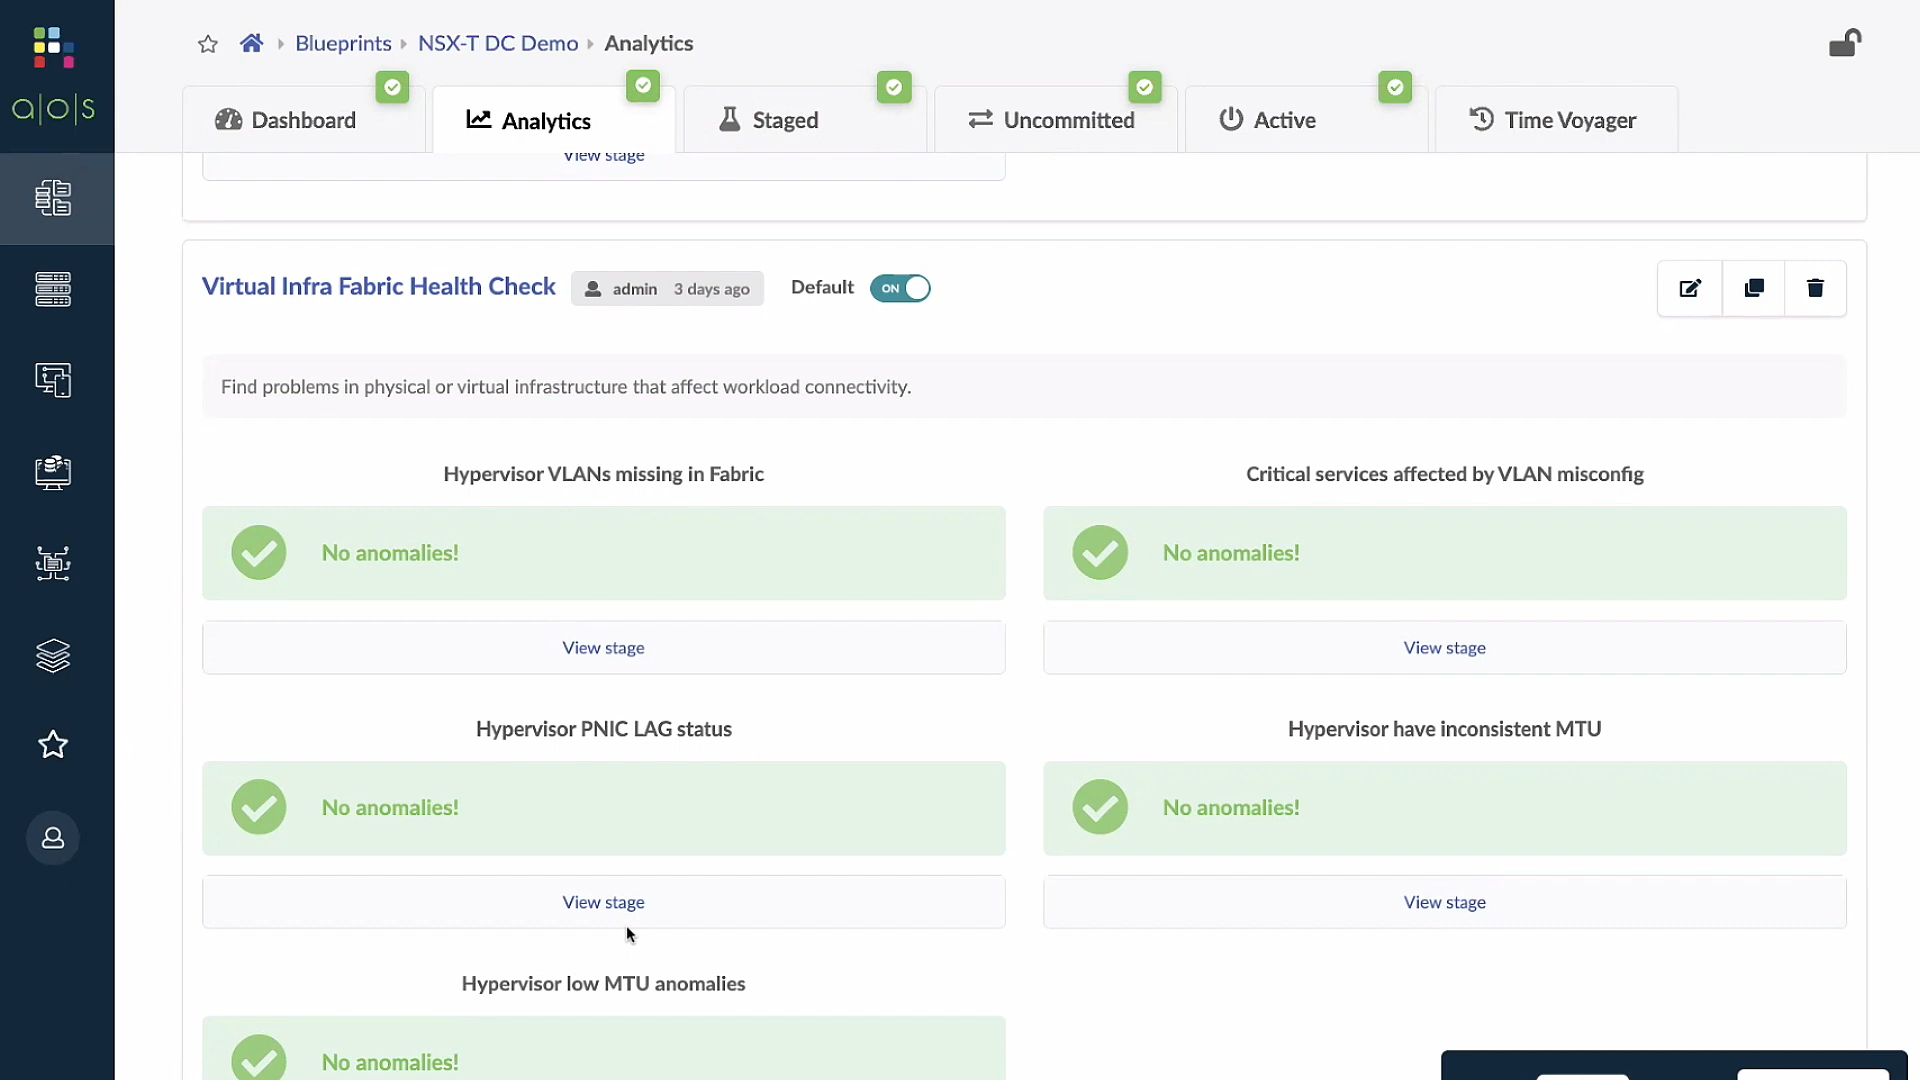 Blueprints NSX-T DC Demo Analytics
a|o|s
Dashboard Analytics Staged Uncommitted Active Time Voyager
View stage
Virtual Infra Fabric Health Check admin 3 days ago Default ON
Find problems in physical or virtual infrastructure that affect workload connectivity.
Hypervisor VLANs missing in Fabric Critical services affected by VLAN misconfig
No anomalies! No anomalies!
View stage View stage
Hypervisor PNIC LAG status Hypervisor have inconsistent MTU
No anomalies! No anomalies!
View stage View stage
Hypervisor low MTU anomalies
No anomalies!